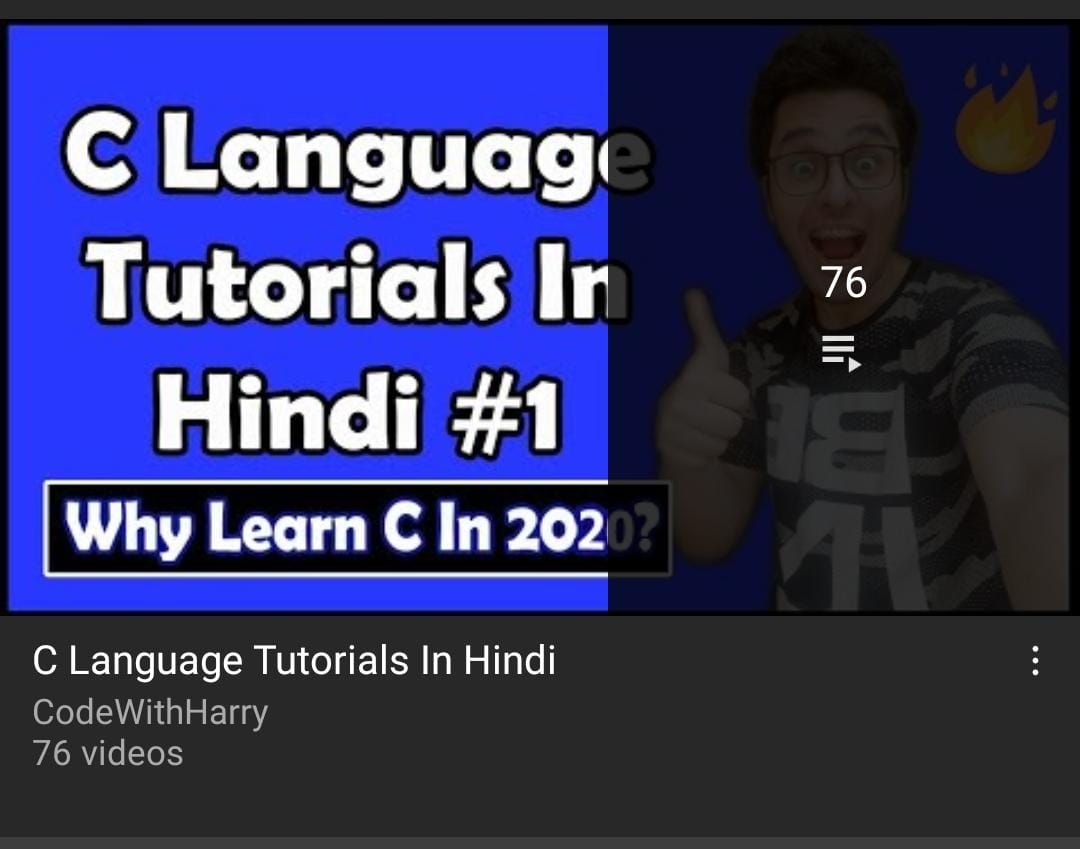 C Language
Tutorials In
Hindi #1
Why Learn C In 2020?
76
C Language Tutorials In Hindi
CodeWithHarry
76 videos